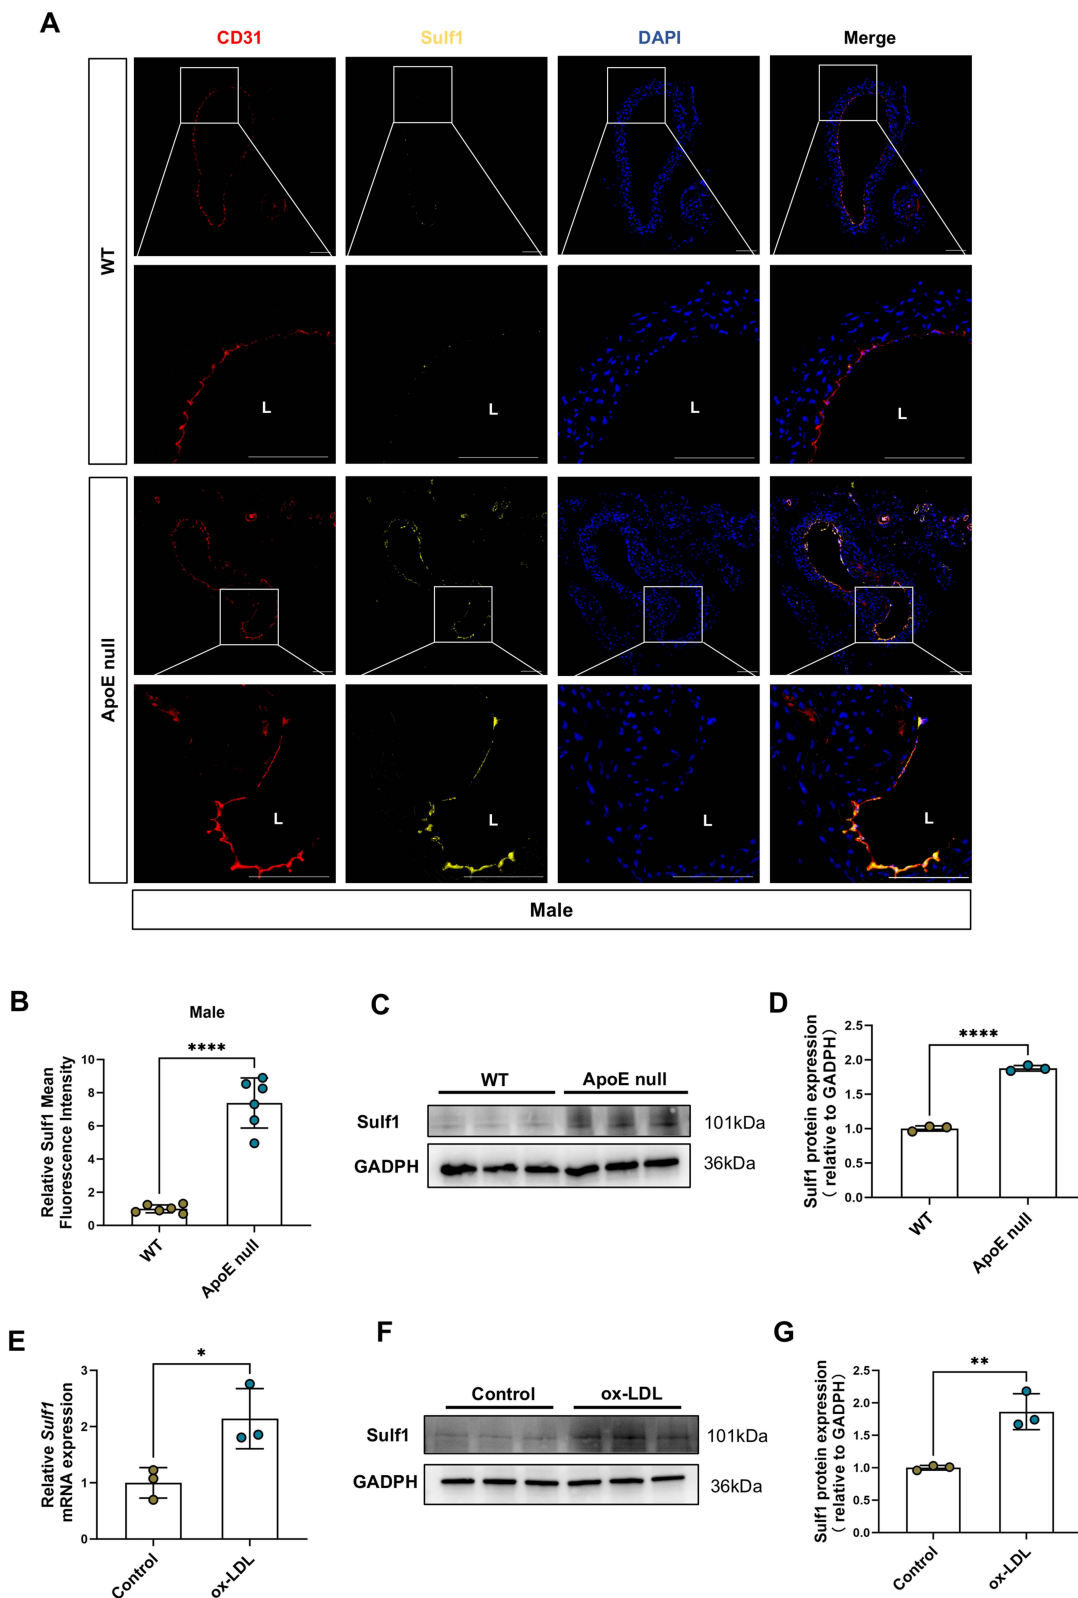 A
CD31 Sulf1 DAPI Merge
WT
L L L L
ApoE null
L L L L
Male
B
Male
Relative Sulf1 Mean
Fluorescence Intensity
10
8
6
4
2
0
****
WT
ApoE null
C
WT ApoE null
Sulf1 101kDa
GADPH 36kDa
D
Sulf1 protein expression
( relative to GADPH)
2.5
2.0
1.5
1.0
0.5
0.0
****
WT
ApoE null
E
Relative Sulf1
mRNA expression
3
2
1
0
*
Control
ox-LDL
F
Control ox-LDL
Sulf1 101kDa
GADPH 36kDa
G
Sulf1 protein expression
( relative to GADPH)
2.5
2.0
1.5
1.0
0.5
0.0
**
Control
ox-LDL